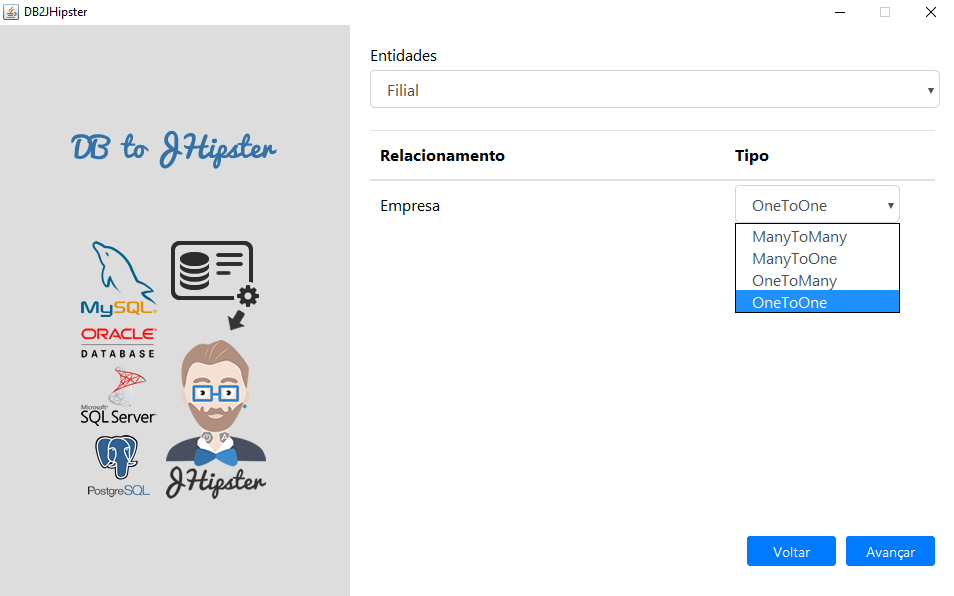 DB2JHipster
DB to JHipster
MySQL®
ORACLE®
DATABASE
Microsoft®
SQL Server®
PostgreSQL
JHipster
Entidades
Filial
Relacionamento Tipo
Empresa OneToOne
ManyToMany
ManyToOne
OneToMany
OneToOne
Voltar Avançar